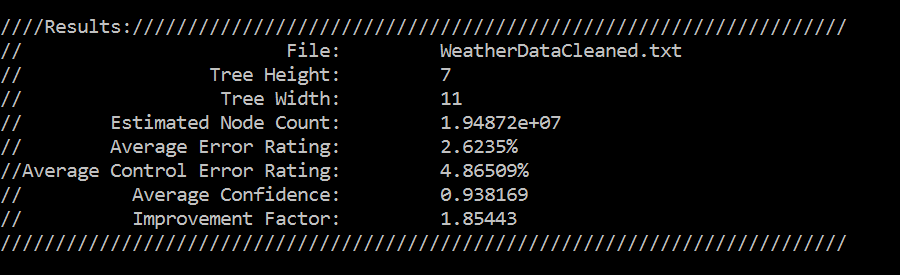 ////Results://///////////////////////////////////////////////////////////////
// File: WeatherDataCleaned.txt
// Tree Height: 7
// Tree Width: 11
// Estimated Node Count: 1.94872e+07
// Average Error Rating: 2.6235%
//Average Control Error Rating: 4.86509%
// Average Confidence: 0.938169
// Improvement Factor: 1.85443
/////////////////////////////////////////////////////////////////////////////